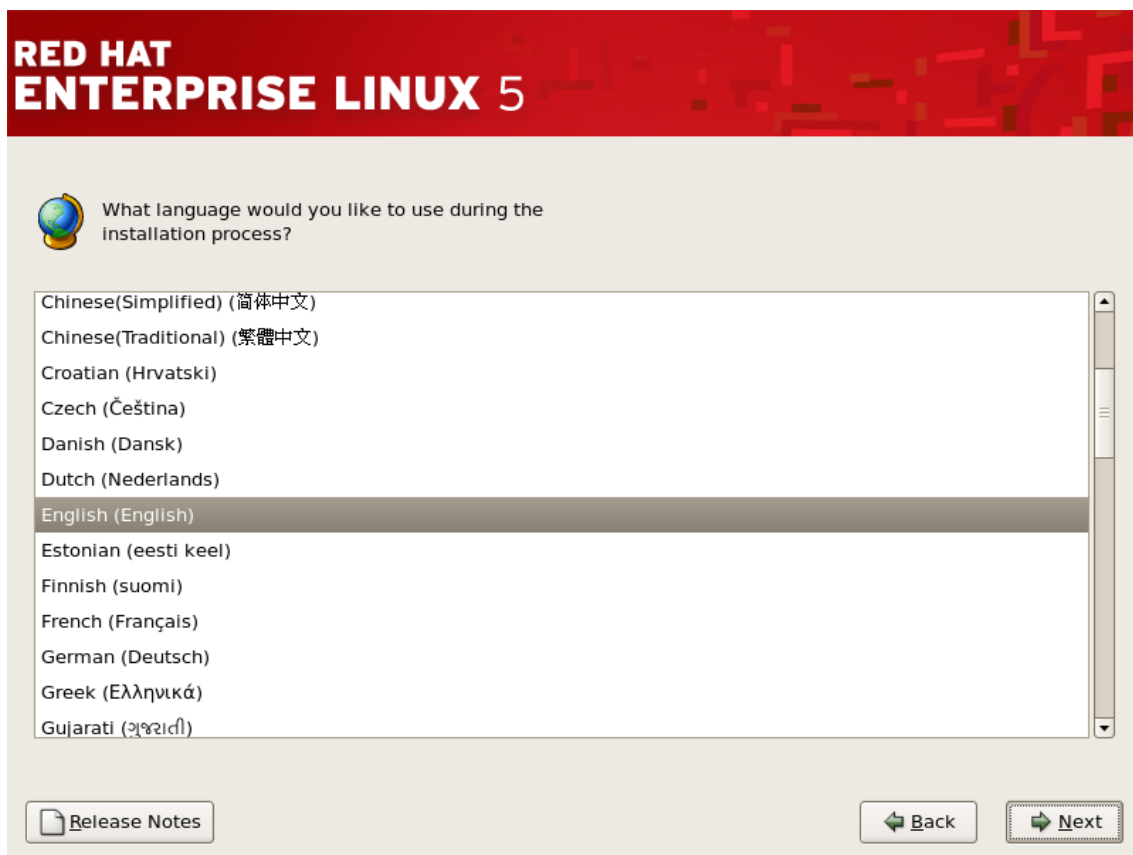 RED HAT
ENTERPRISE LINUX 5
What language would you like to use during the
installation process?
Chinese(Simplified) (简体中文)
Chinese(Traditional) (繁體中文)
Croatian (Hrvatski)
Czech (Čeština)
Danish (Dansk)
Dutch (Nederlands)
English (English)
Estonian (eesti keel)
Finnish (suomi)
French (Français)
German (Deutsch)
Greek (Ελληνικά)
Gujarati (ગુજરાતી)
Release Notes
Back
Next